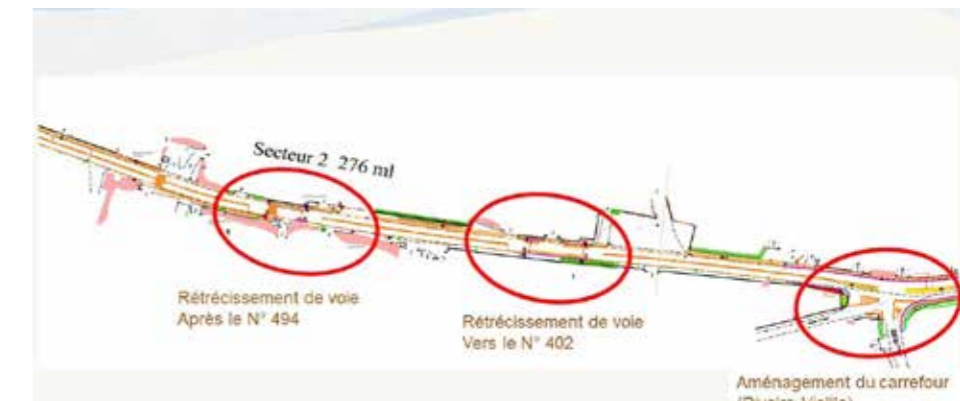 Secteur 2 276 ml
Rétrécissement de voie
Après le N° 494
Rétrécissement de voie
Vers le N° 402
Aménagement du carrefour